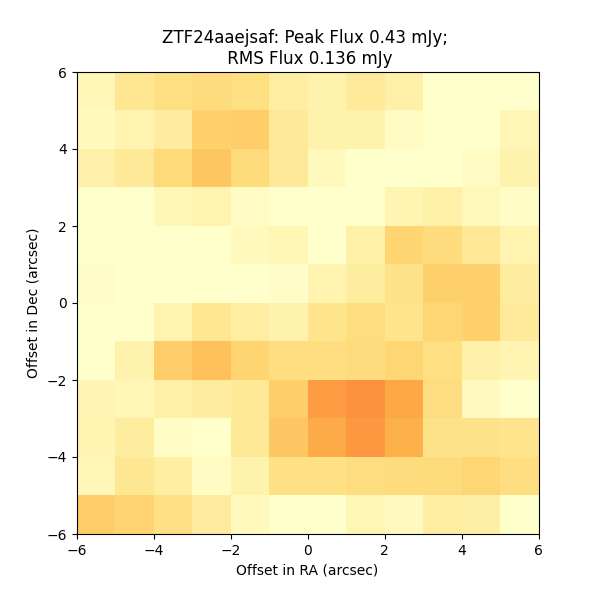 ZTF24aaejsaf: Peak Flux 0.43 mJy;
RMS Flux 0.136 mJy
6
4
2
0
−2
−4
−6
Offset in Dec (arcsec)
−6 −4 −2 0 2 4 6
Offset in RA (arcsec)